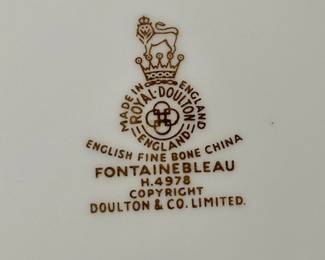 MADE IN ENGLAND
ROYAL·DOULTON
ENGLAND
ENGLISH FINE BONE CHINA
FONTAINEBLEAU
H.4978
COPYRIGHT
DOULTON & CO. LIMITED.